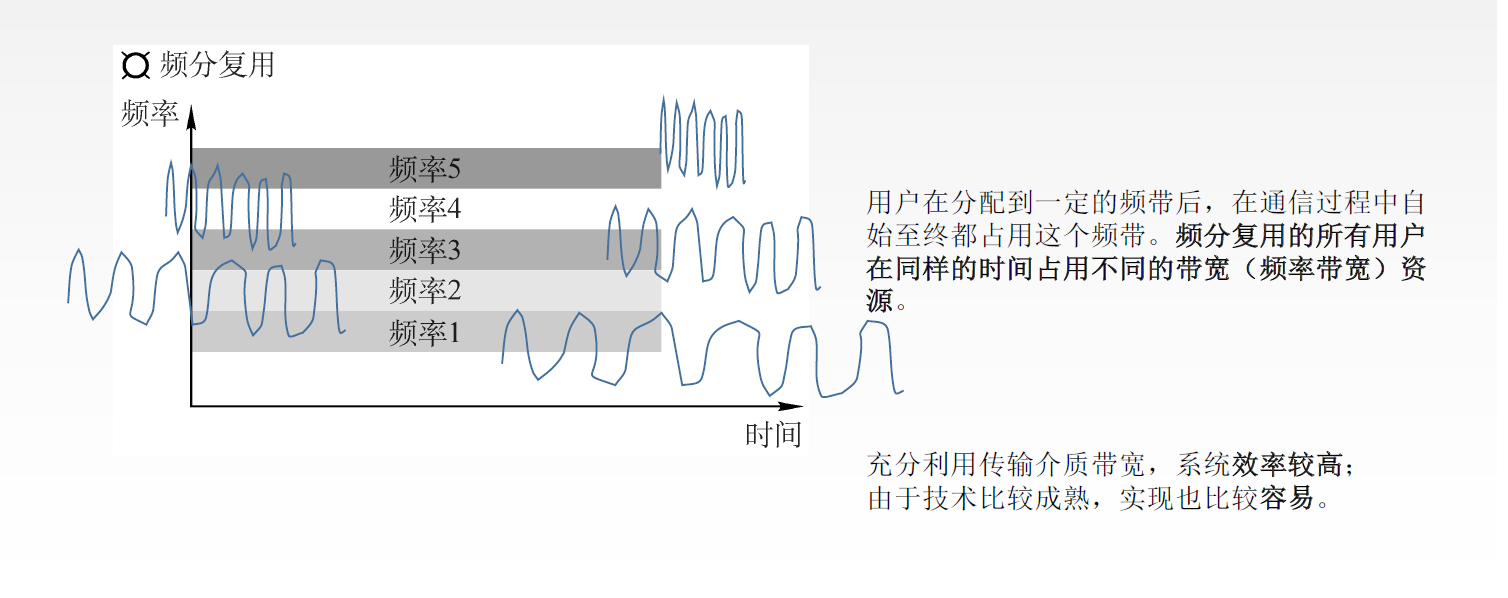 ¤ 频分复用
频率
频率5
频率4
频率3
频率2
频率1
时间
用户在分配到一定的频带后，在通信过程中自
始至终都占用这个频带。频分复用的所有用户
在同样的时间占用不同的带宽（频率带宽）资
源。
充分利用传输介质带宽，系统效率较高；
由于技术比较成熟，实现也比较容易。